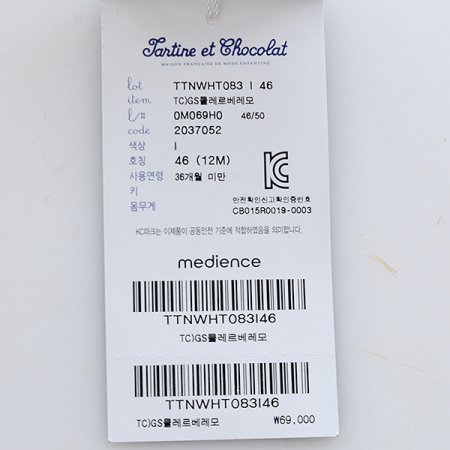 Tartine et Chocolat
MAISON FRANÇAISE DE MODE ENFANTINE
lot TTNWHT083 I 46
item TC)GS클레르베레모
l/# 0M069H0 46/50
code 2037052
색상 I
호칭 46 (12M)
사용연령 36개월 미만
키
몸무게
안전확인신고확인증번호
CB015R0019-0003
KC마크는 이제품이 공통안전 기준에 적합하였음을 의미합니다.
medience
TTNWHT083I46
TC)GS클레르베레모
TTNWHT083I46
TC)GS클레르베레모 ₩69,000